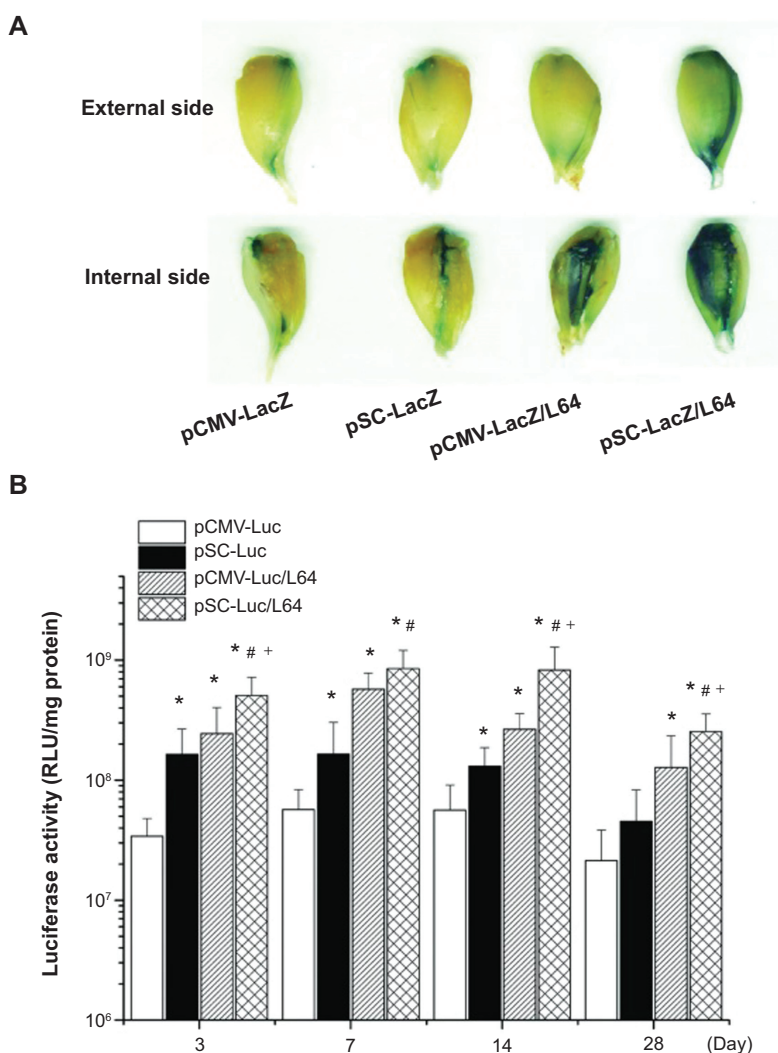 A
External side
Internal side
pCMV-LacZ
pSC-LacZ
pCMV-LacZ/L64
pSC-LacZ/L64
B
pCMV-Luc
pSC-Luc
pCMV-Luc/L64
pSC-Luc/L64
Luciferase activity (RLU/mg protein)
10⁹
10⁸
10⁷
10⁶
* * * # +
* * * #
* * * # +
* * # +
3 7 14 28 (Day)